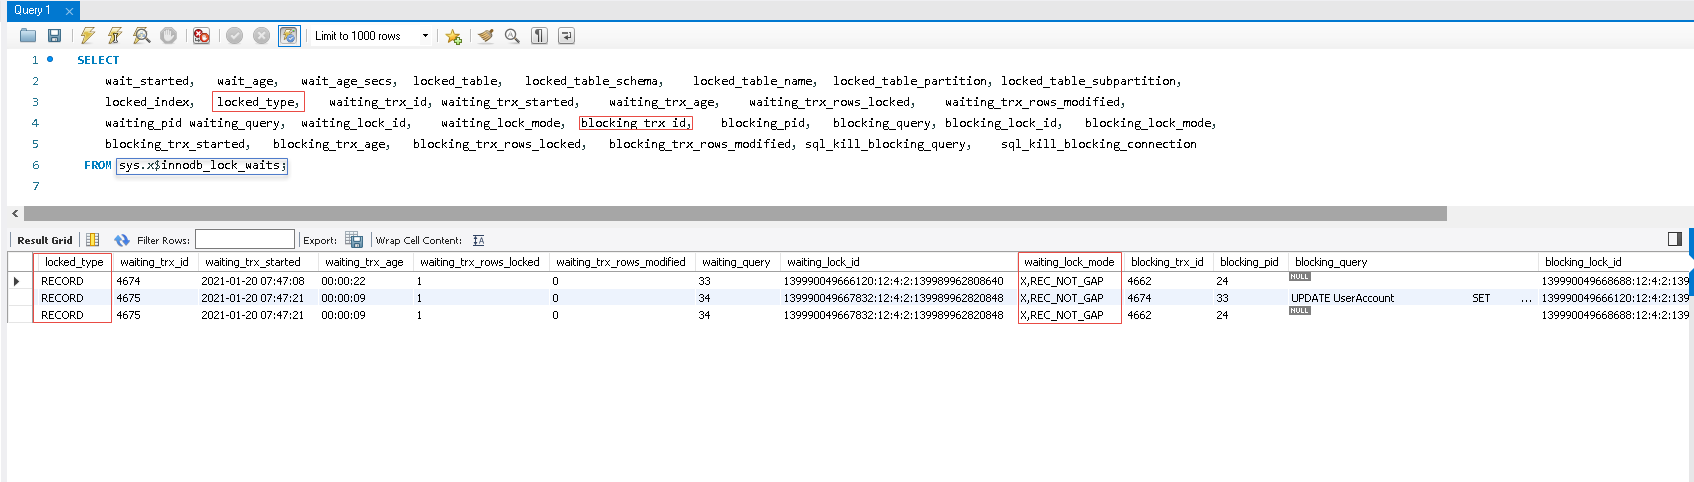 Query 1
Limit to 1000 rows
1 SELECT
2 wait_started, wait_age, wait_age_secs, locked_table, locked_table_schema, locked_table_name, locked_table_partition, locked_table_subpartition,
3 locked_index, locked_type, waiting_trx_id, waiting_trx_started, waiting_trx_age, waiting_trx_rows_locked, waiting_trx_rows_modified,
4 waiting_pid waiting_query, waiting_lock_id, waiting_lock_mode, blocking_trx_id, blocking_pid, blocking_query, blocking_lock_id, blocking_lock_mode,
5 blocking_trx_started, blocking_trx_age, blocking_trx_rows_locked, blocking_trx_rows_modified, sql_kill_blocking_query, sql_kill_blocking_connection
6 FROM sys.x$innodb_lock_waits;
7
Result Grid Filter Rows: Export: Wrap Cell Content:
locked_type waiting_trx_id waiting_trx_started waiting_trx_age waiting_trx_rows_locked waiting_trx_rows_modified waiting_query waiting_lock_id waiting_lock_mode blocking_trx_id blocking_pid blocking_query blocking_lock_id
RECORD 4674 2021-01-20 07:47:08 00:00:22 1 0 33 139990049666120:12:4:2:139989962808640 X,REC_NOT_GAP 4662 24 NULL 139990049668688:12:4:2:139
RECORD 4675 2021-01-20 07:47:21 00:00:09 1 0 34 139990049667832:12:4:2:139989962820848 X,REC_NOT_GAP 4674 33 UPDATE UserAccount SET ... 139990049666120:12:4:2:139
RECORD 4675 2021-01-20 07:47:21 00:00:09 1 0 34 139990049667832:12:4:2:139989962820848 X,REC_NOT_GAP 4662 24 NULL 139990049668688:12:4:2:139